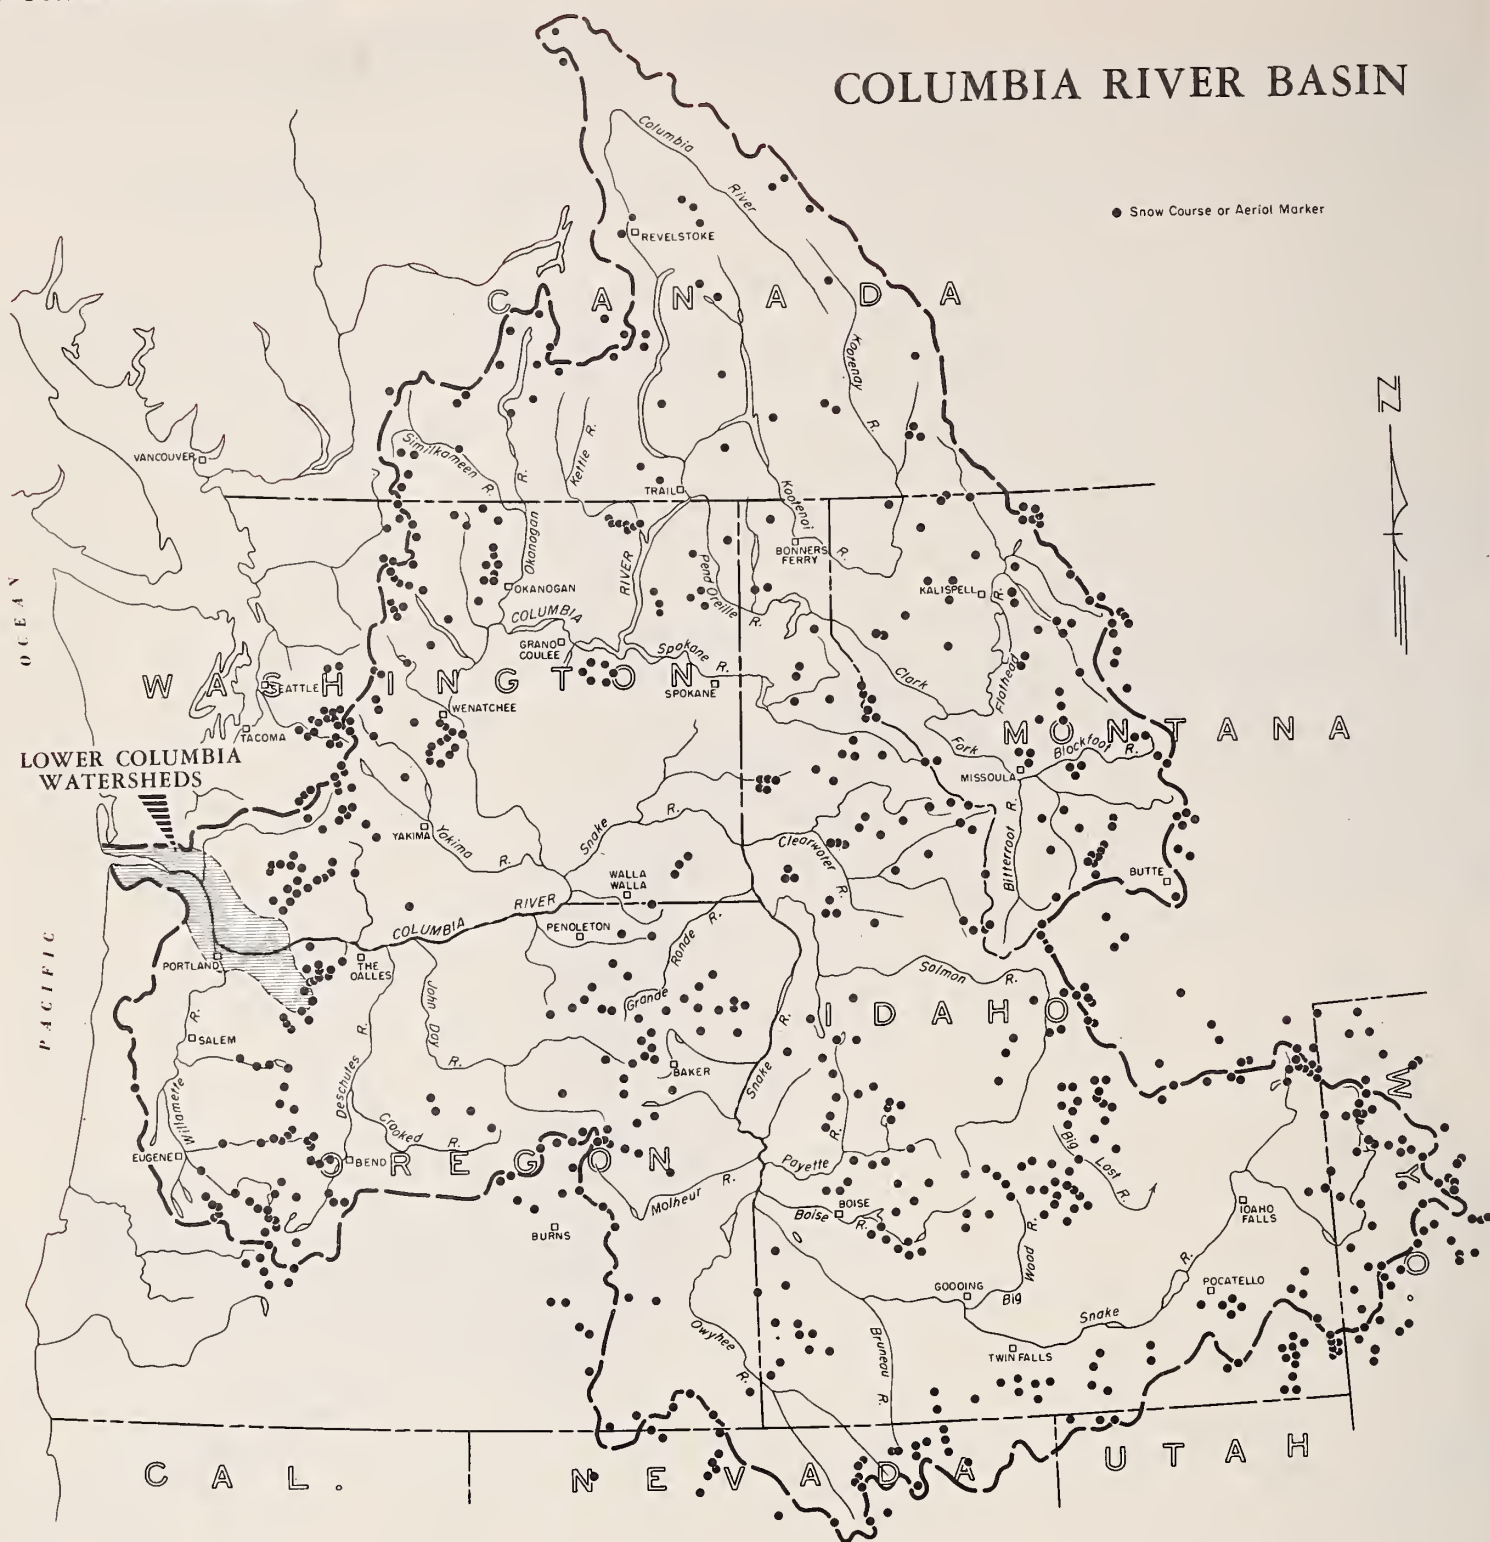 COLUMBIA RIVER BASIN
Snow Course or Aerial Marker
Columbia
River
REVELSTOKE
CANADA
Kootenay
R.
Similkameen
R.
Kettle R.
R.
Okanogan
N
VANCOUVER
TRAIL
Kootenai
R.
BONNERS
FERRY
Pend Oreille
R.
RIVER
OKANOGAN
COLUMBIA
GRAND
COULEE
Spokane
R.
SPOKANE
KALISPELL
R.
Flathead
Clark
Fork
OCEAN
PACIFIC
WASHINGTON
SEATTLE
TACOMA
WENATCHEE
MONTANA
Blackfoot
R.
MISSOULA
LOWER COLUMBIA
WATERSHEDS
YAKIMA
Yakima
R.
Snake
R.
Clearwater
R.
Bitterroot
R.
BUTTE
WALLA
WALLA
COLUMBIA
RIVER
PENDLETON
Grande
Ronde
R.
PORTLAND
THE
DALLES
Salmon
R.
IDAHO
R.
SALEM
Willamette
Deschutes
R.
John Day
R.
BAKER
Snake
R.
Crooked
R.
EUGENE
BEND
OREGON
Payette
R.
Malheur
R.
BOISE
Boise
R.
Big
Lost
R.
WYO.
IDAHO
FALLS
BURNS
Big
Wood
R.
GOODING
POCATELLO
Snake
R.
TWIN FALLS
Owyhee
R.
Bruneau
R.
CAL.
NEVADA
UTAH